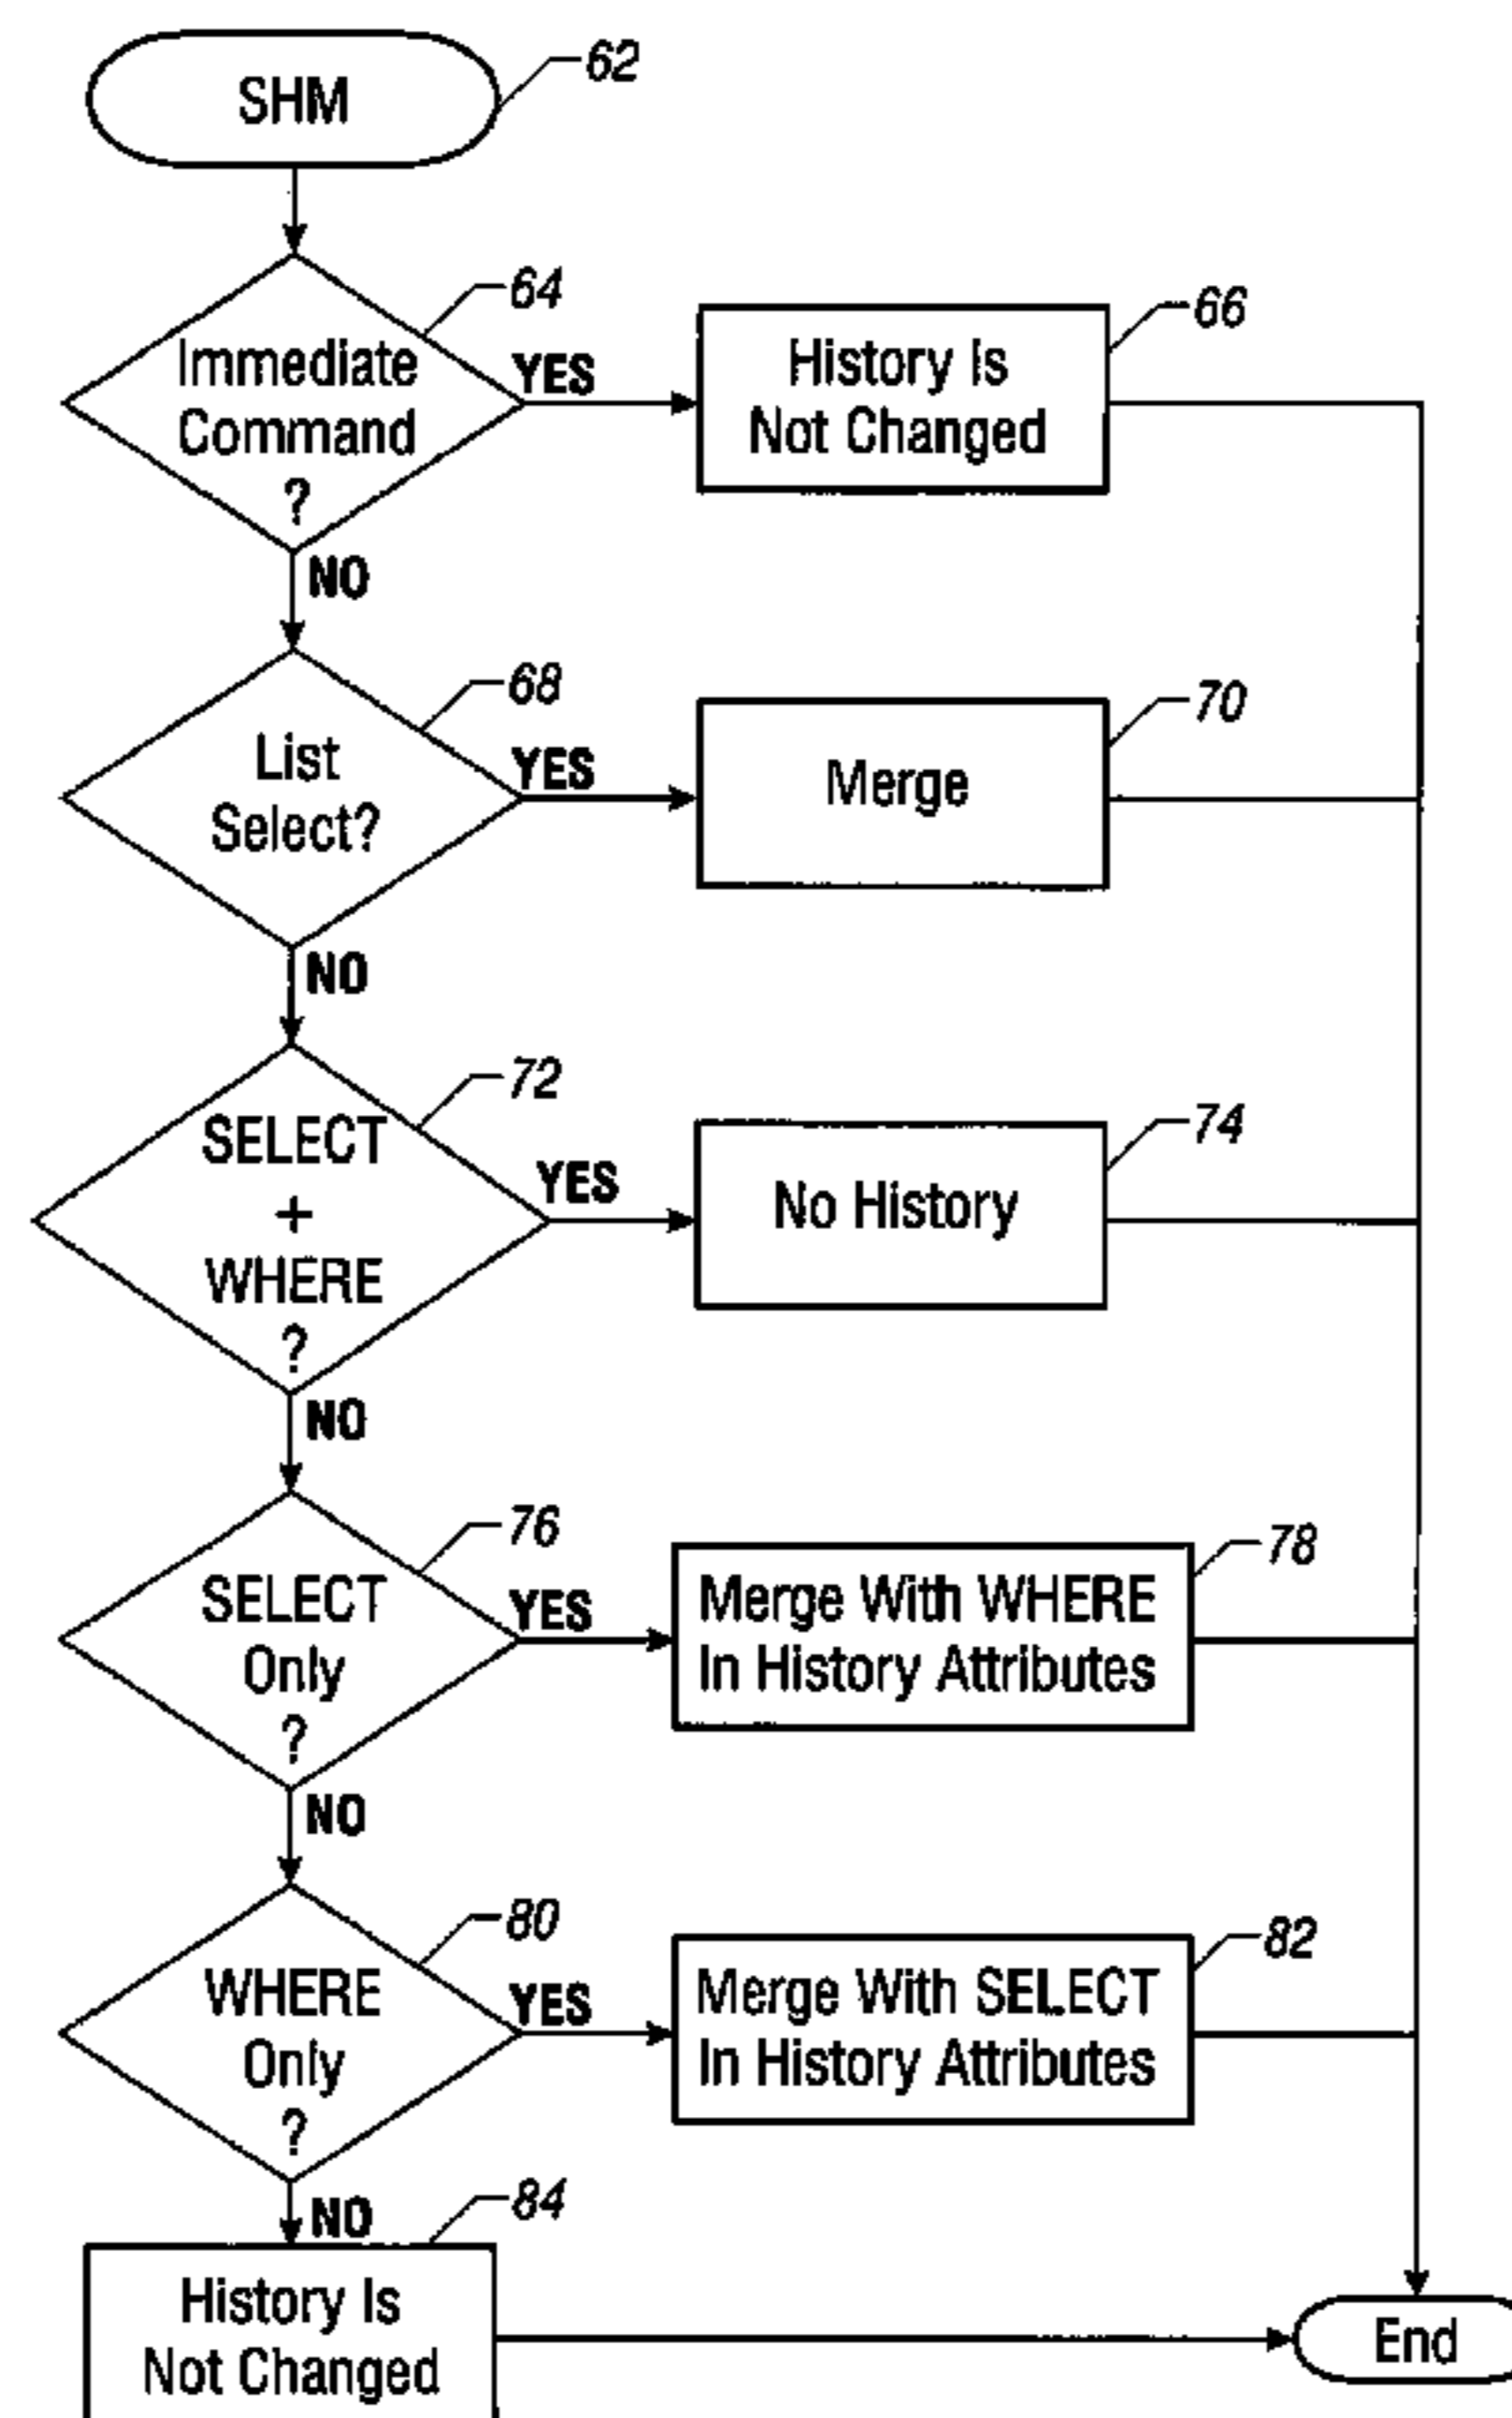 SHM
62
Immediate
Command
?
64
YES
History Is
Not Changed
66
NO
List
Select?
68
YES
Merge
70
NO
SELECT
+
WHERE
?
72
YES
No History
74
NO
SELECT
Only
?
76
YES
Merge With WHERE
In History Attributes
78
NO
WHERE
Only
?
80
YES
Merge With SELECT
In History Attributes
82
NO
84
History Is
Not Changed
End